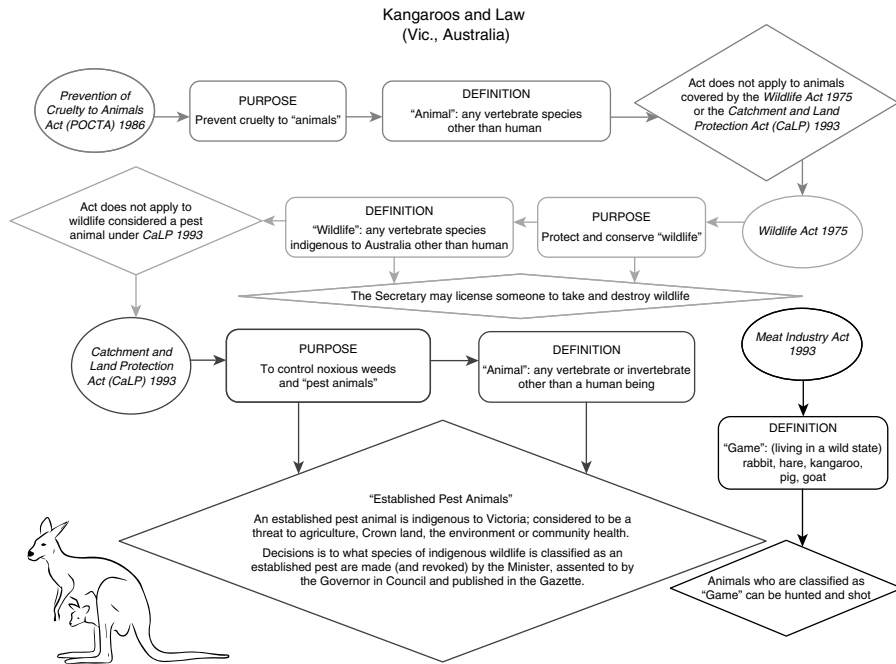 Kangaroos and Law
(Vic., Australia)
Prevention of
Cruelty to Animals
Act (POCTA) 1986
PURPOSE
Prevent cruelty to “animals”
DEFINITION
“Animal”: any vertebrate species
other than human
Act does not apply to animals
covered by the Wildlife Act 1975
or the Catchment and Land
Protection Act (CaLP) 1993
Act does not apply to
wildlife considered a pest
animal under CaLP 1993
DEFINITION
“Wildlife”: any vertebrate species
indigenous to Australia other than human
PURPOSE
Protect and conserve “wildlife”
Wildlife Act 1975
The Secretary may license someone to take and destroy wildlife
Catchment and
Land Protection
Act (CaLP) 1993
PURPOSE
To control noxious weeds
and “pest animals”
DEFINITION
“Animal”: any vertebrate or invertebrate
other than a human being
Meat Industry Act
1993
DEFINITION
“Game”: (living in a wild state)
rabbit, hare, kangaroo,
pig, goat
“Established Pest Animals”
An established pest animal is indigenous to Victoria; considered to be a
threat to agriculture, Crown land, the environment or community health.
Decisions is to what species of indigenous wildlife is classified as an
established pest are made (and revoked) by the Minister, assented to by
the Governor in Council and published in the Gazette.
Animals who are classified as
“Game” can be hunted and shot